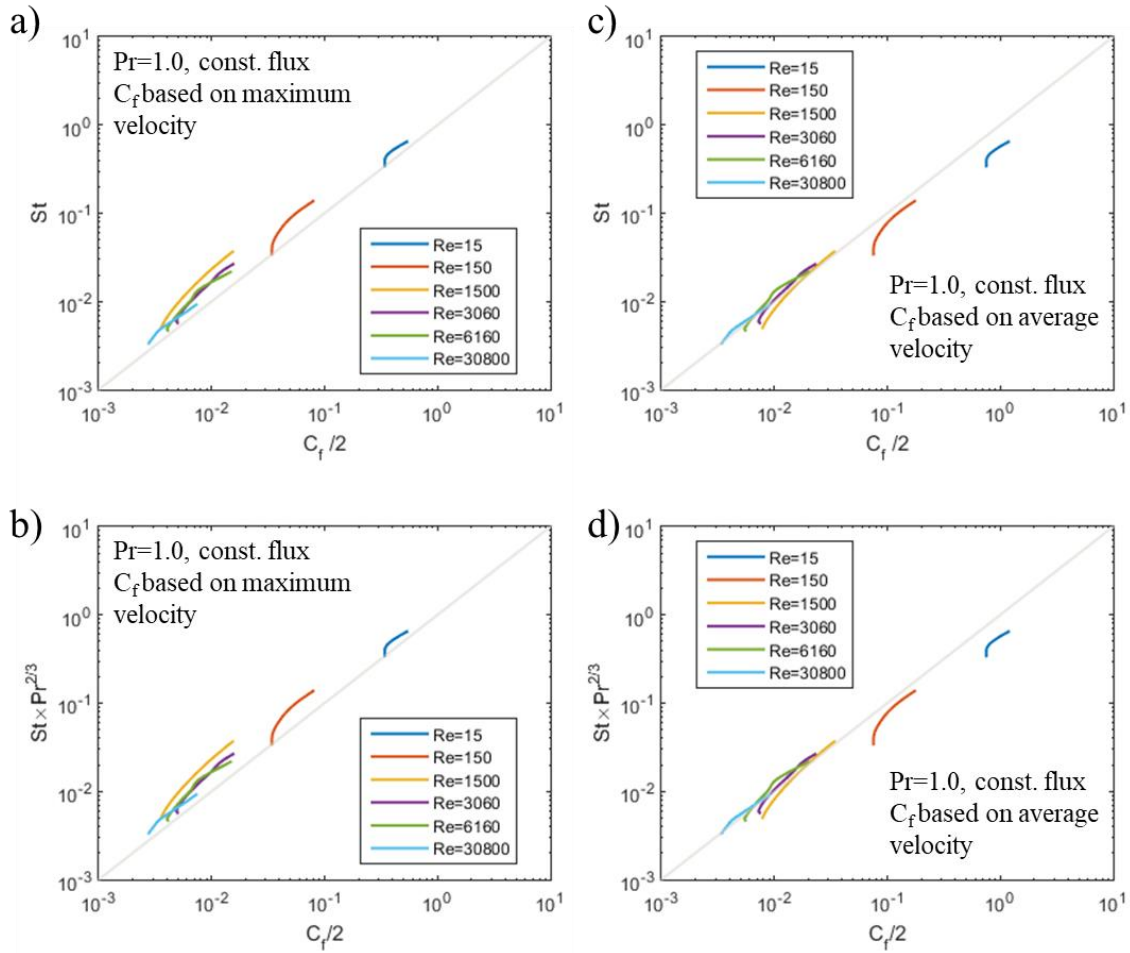 a)
Pr=1.0, const. flux
C_f based on maximum
velocity
10^1
10^0
10^-1
10^-2
10^-3
St
Re=15
Re=150
Re=1500
Re=3060
Re=6160
Re=30800
10^-3 10^-2 10^-1 10^0 10^1
C_f /2
c)
10^1
10^0
10^-1
10^-2
10^-3
St
Re=15
Re=150
Re=1500
Re=3060
Re=6160
Re=30800
Pr=1.0, const. flux
C_f based on average
velocity
10^-3 10^-2 10^-1 10^0 10^1
C_f /2
b)
Pr=1.0, const. flux
C_f based on maximum
velocity
10^1
10^0
10^-1
10^-2
10^-3
St×Pr^2/3
Re=15
Re=150
Re=1500
Re=3060
Re=6160
Re=30800
10^-3 10^-2 10^-1 10^0 10^1
C_f/2
d)
10^1
10^0
10^-1
10^-2
10^-3
St×Pr^2/3
Re=15
Re=150
Re=1500
Re=3060
Re=6160
Re=30800
Pr=1.0, const. flux
C_f based on average
velocity
10^-3 10^-2 10^-1 10^0 10^1
C_f/2